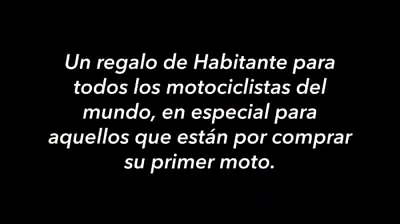 Un regalo de Habitante para
todos los motociclistas del
mundo, en especial para
aquellos que están por comprar
su primer moto.